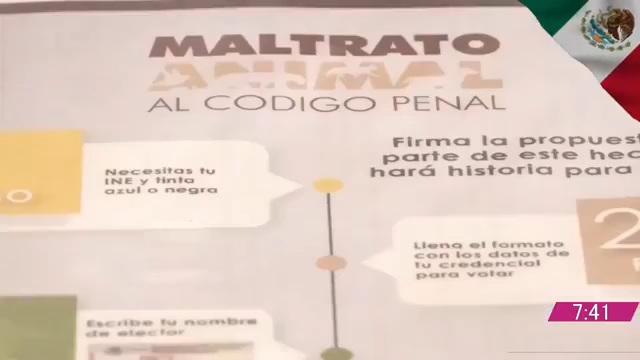 MALTRATO
ANIMAL
AL CODIGO PENAL
Firma la propuest
parte de este hec
hará historia para
Necesitas tu
INE y tinta
azul o negra
O
Llena el formato
con los datos de
tu credencial
para votar
2
Escribe tu nombre
de elector
7:41